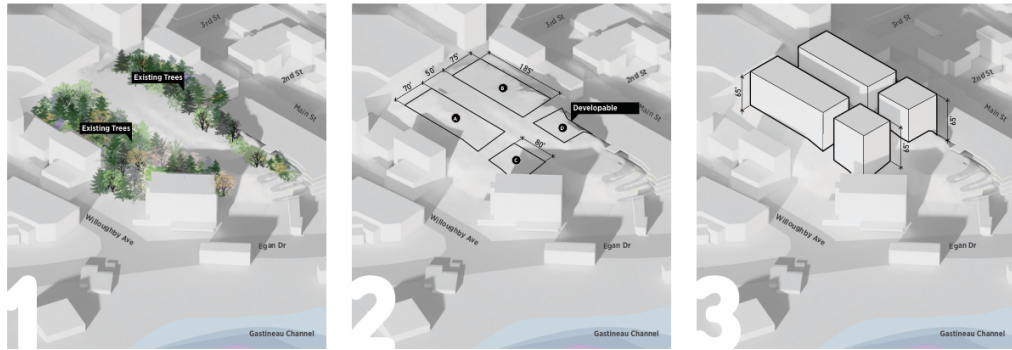 3rd St
2nd St
Main St
Existing Trees
Existing Trees
Willoughby Ave
Egan Dr
Gastineau Channel
1
3rd St
2nd St
Main St
75'
50'
70'
185'
A
B
C
D
80'
Developable
Willoughby Ave
Egan Dr
Gastineau Channel
2
3rd St
2nd St
Main St
65'
65'
65'
Willoughby Ave
Egan Dr
Gastineau Channel
3